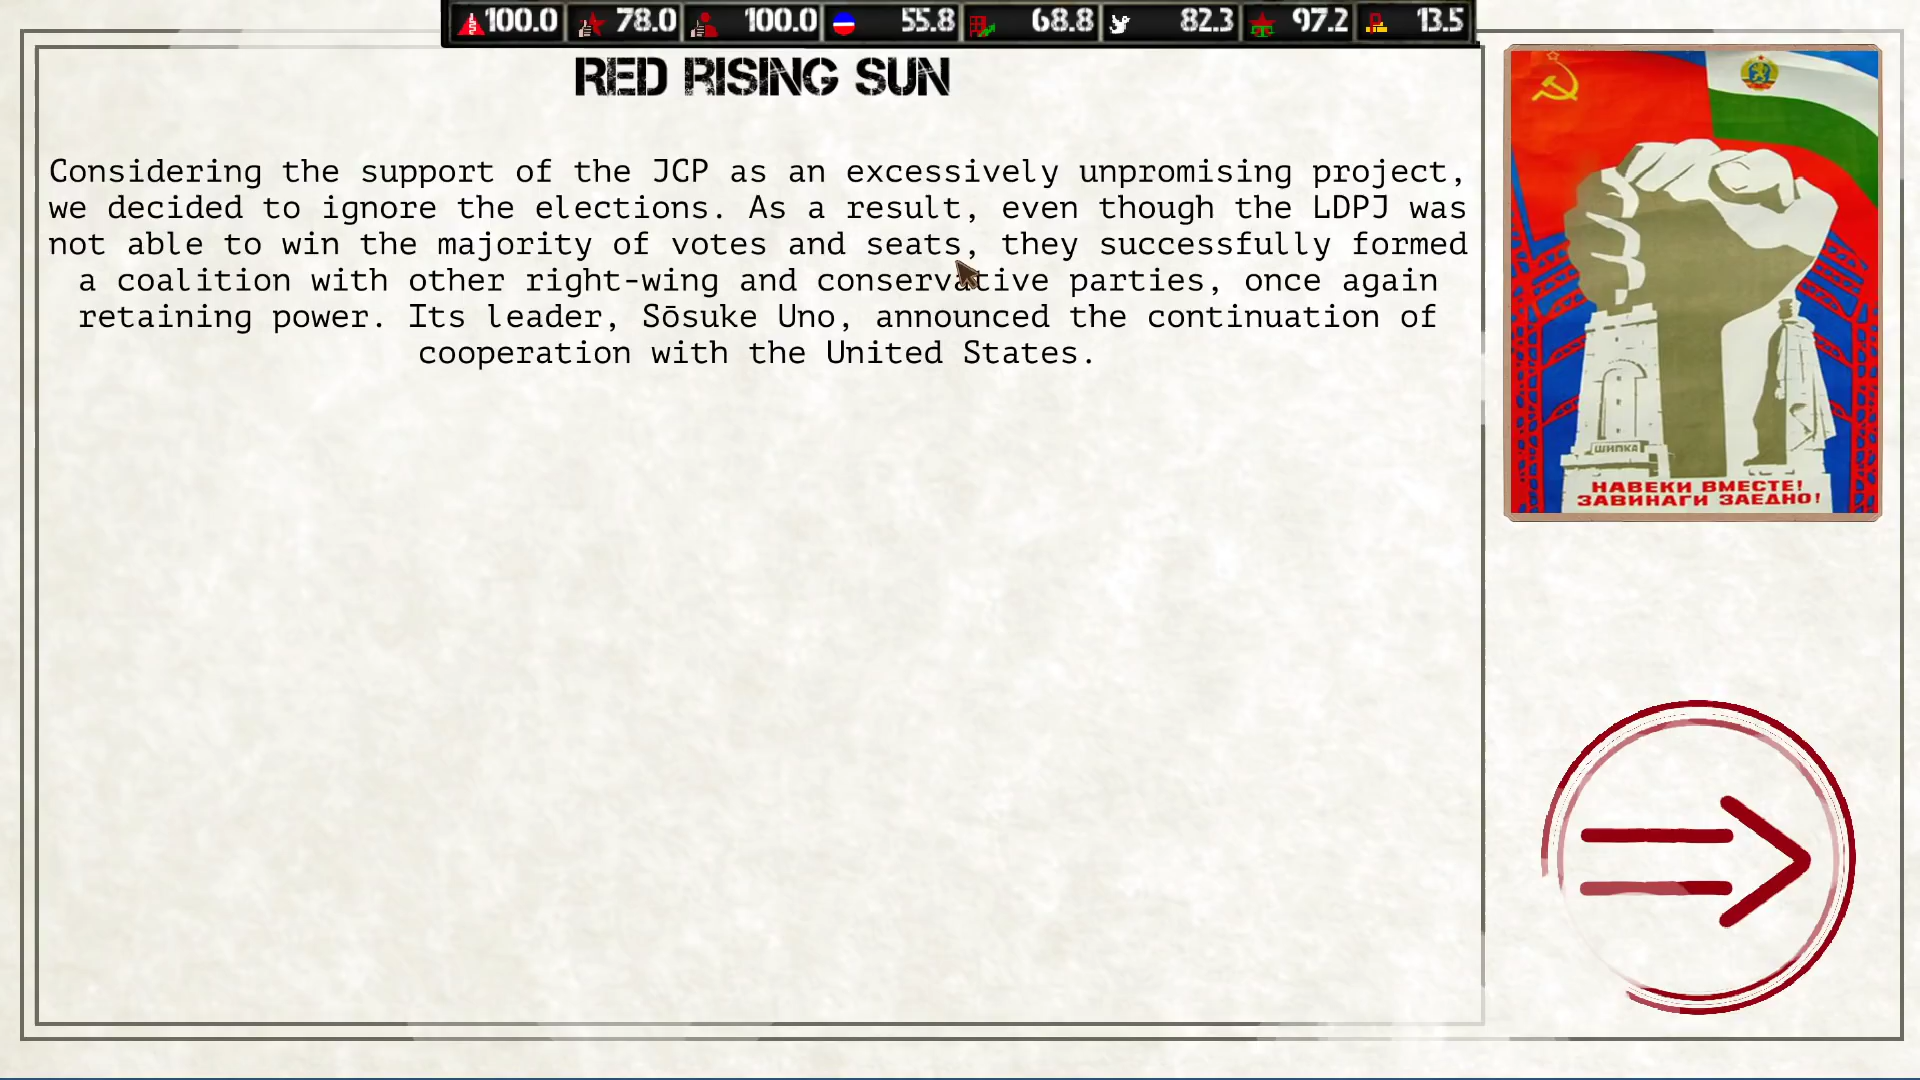 100.0 78.0 100.0 55.8 68.8 82.3 97.2 13.5
RED RISING SUN
Considering the support of the JCP as an excessively unpromising project,
we decided to ignore the elections. As a result, even though the LDPJ was
not able to win the majority of votes and seats, they successfully formed
a coalition with other right-wing and conservative parties, once again
retaining power. Its leader, Sōsuke Uno, announced the continuation of
cooperation with the United States.
ШИПКА
НАВЕКИ ВМЕСТЕ!
ЗАВИНАГИ ЗАЕДНО!